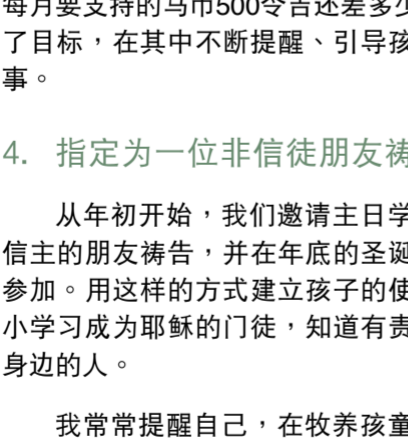 每月要支持的马币500令吉还差多少
了目标，在其中不断提醒、引导孩
事。
4. 指定为一位非信徒朋友祷
从年初开始，我们邀请主日学
信主的朋友祷告，并在年底的圣诞
参加。用这样的方式建立孩子的使
小学习成为耶稣的门徒，知道有责
身边的人。
我常常提醒自己，在牧养孩童